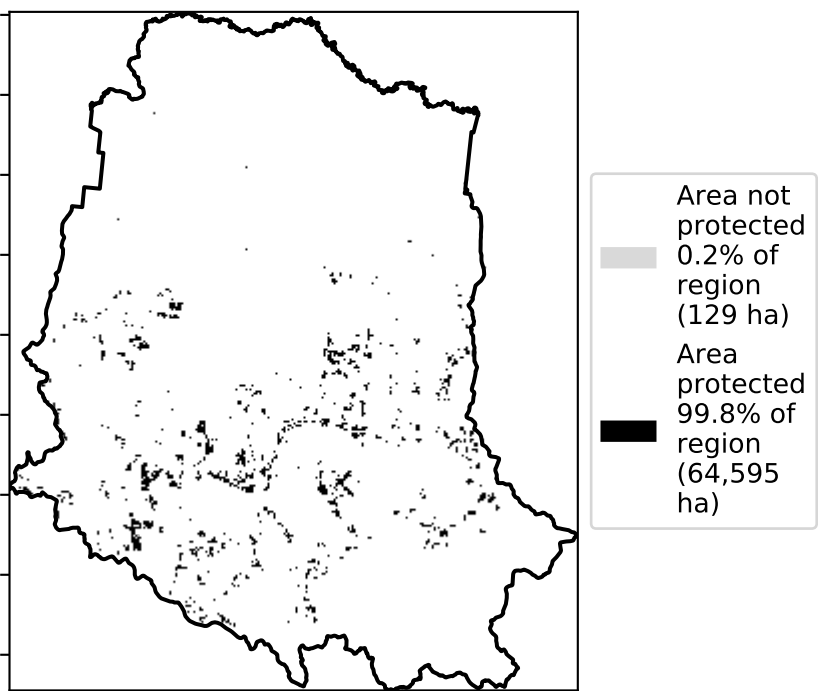 Area not
protected
0.2% of
region
(129 ha)
Area
protected
99.8% of
region
(64,595
ha)